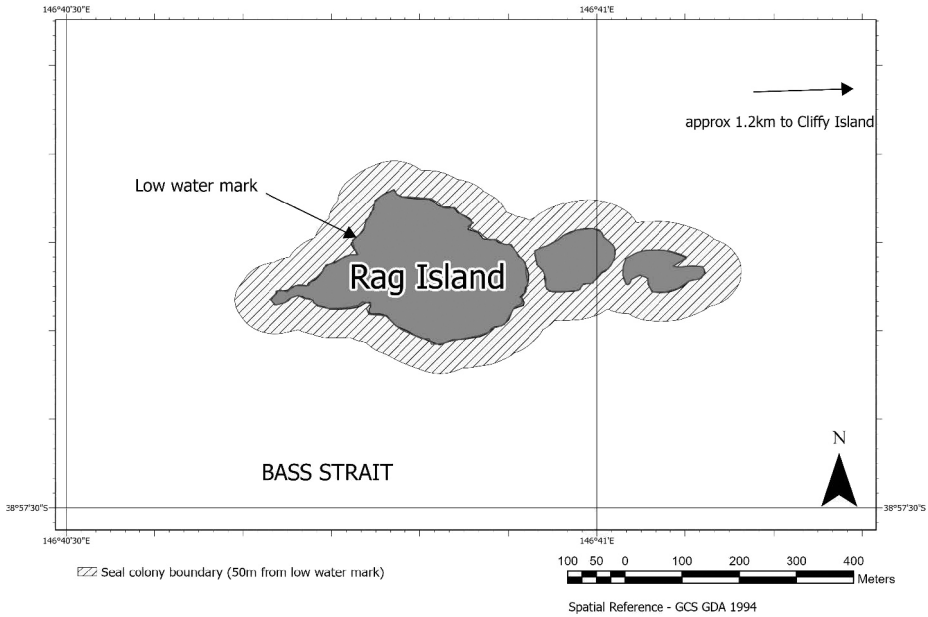 146°40'30"E 146°41'E
approx 1.2km to Cliffy Island
Low water mark
Rag Island
N
BASS STRAIT
38°57'30"S 38°57'30"S
146°40'30"E 146°41'E
Seal colony boundary (50m from low water mark)
100 50 0 100 200 300 400
Meters
Spatial Reference - GCS GDA 1994